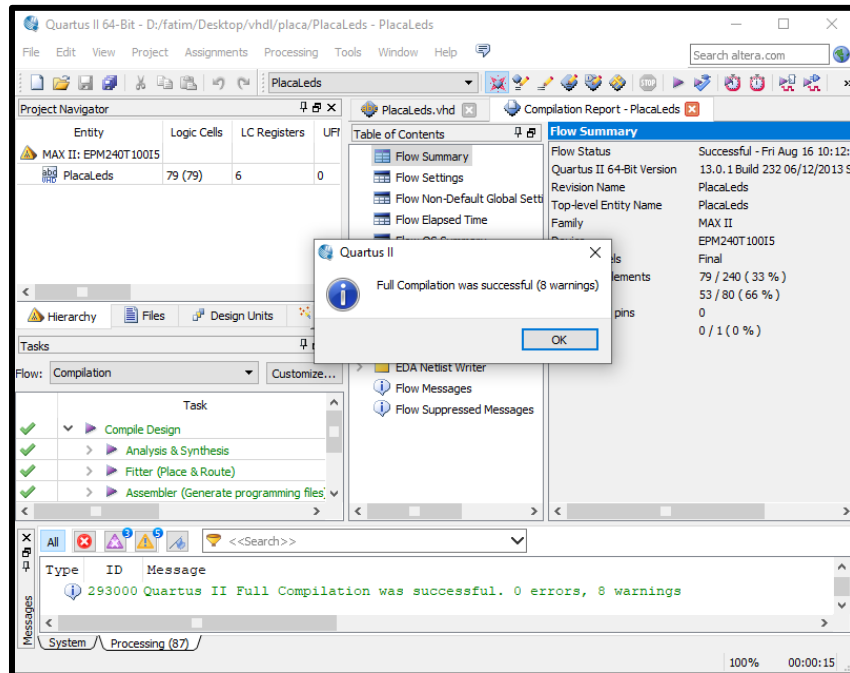 Quartus II 64-Bit - D:/fatim/Desktop/vhdl/placa/PlacaLeds - PlacaLeds
File Edit View Project Assignments Processing Tools Window Help
Search altera.com
PlacaLeds
STOP
Project Navigator
Entity Logic Cells LC Registers UFM
MAX II: EPM240T100I5
abd VHD PlacaLeds 79 (79) 6 0
Hierarchy Files Design Units
Tasks
Flow: Compilation Customize...
Task
Compile Design
Analysis & Synthesis
Fitter (Place & Route)
Assembler (Generate programming files)
PlacaLeds.vhd Compilation Report - PlacaLeds
Table of Contents
Flow Summary
Flow Settings
Flow Non-Default Global Setti
Flow Elapsed Time
EDA Netlist Writer
Flow Messages
Flow Suppressed Messages
Flow Summary
Flow Status Successful - Fri Aug 16 10:12:
Quartus II 64-Bit Version 13.0.1 Build 232 06/12/2013 S
Revision Name PlacaLeds
Top-level Entity Name PlacaLeds
Family MAX II
EPM240T100I5
Final
79 / 240 ( 33 % )
53 / 80 ( 66 % )
pins 0
0 / 1 ( 0 % )
Quartus II
Full Compilation was successful (8 warnings)
OK
All 3 5 <<Search>>
Type ID Message
293000 Quartus II Full Compilation was successful. 0 errors, 8 warnings
Messages
System Processing (87)
100% 00:00:15